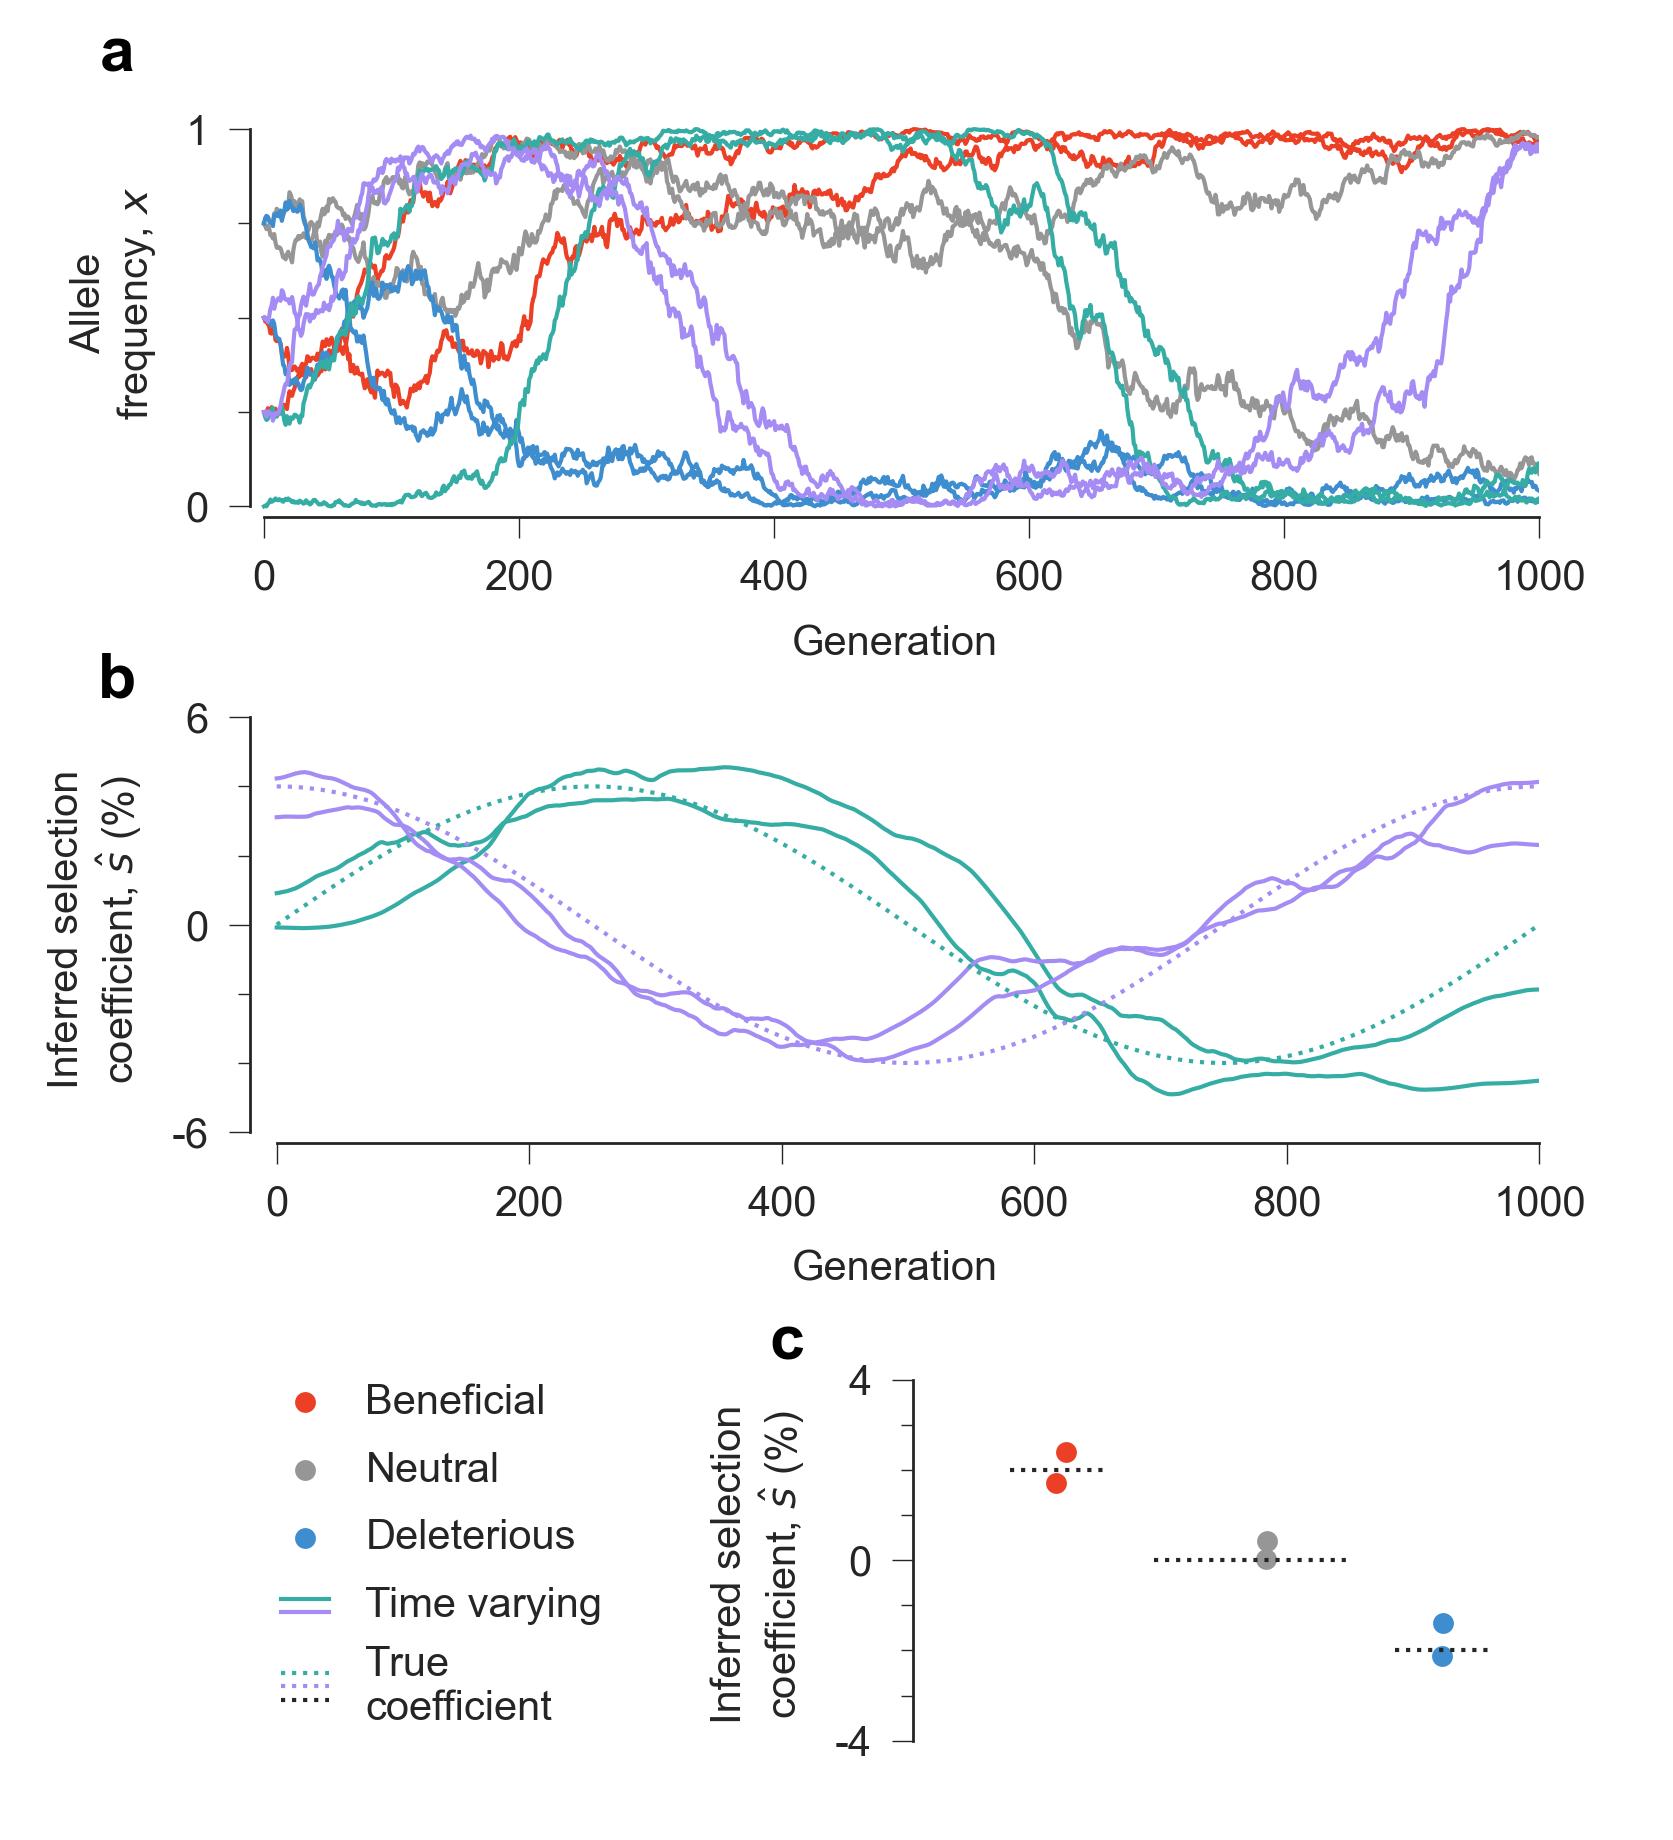 a
1
0
Allele
frequency, x
0 200 400 600 800 1000
Generation
b
6
0
-6
Inferred selection
coefficient, ŝ (%)
0 200 400 600 800 1000
Generation
Beneficial
Neutral
Deleterious
Time varying
True
coefficient
c
4
0
-4
Inferred selection
coefficient, ŝ (%)